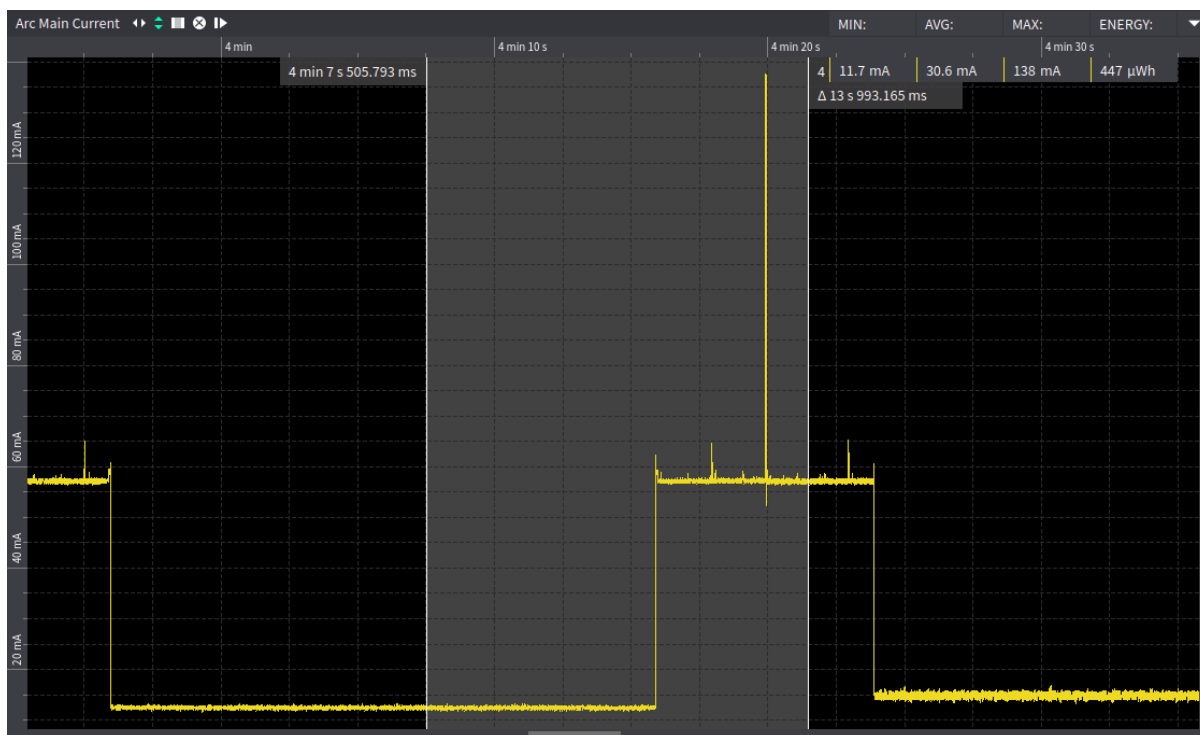 Arc Main Current
MIN: AVG: MAX: ENERGY:
4 min 4 min 10 s 4 min 20 s 4 min 30 s
4 min 7 s 505.793 ms
4 11.7 mA 30.6 mA 138 mA 447 µWh
Δ 13 s 993.165 ms
120 mA
100 mA
80 mA
60 mA
40 mA
20 mA